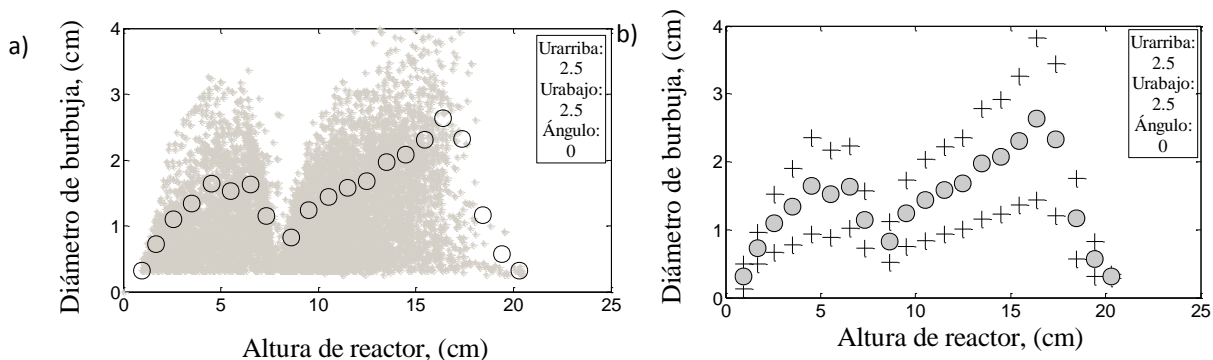 a)
Diámetro de burbuja, (cm)
4
3
2
1
0
0
5
10
15
20
25
Altura de reactor, (cm)
Urarriba:
2.5
Urabajo:
2.5
Ángulo:
0
b)
Diámetro de burbuja, (cm)
4
3
2
1
0
0
5
10
15
20
25
Altura de reactor, (cm)
Urarriba:
2.5
Urabajo:
2.5
Ángulo:
0